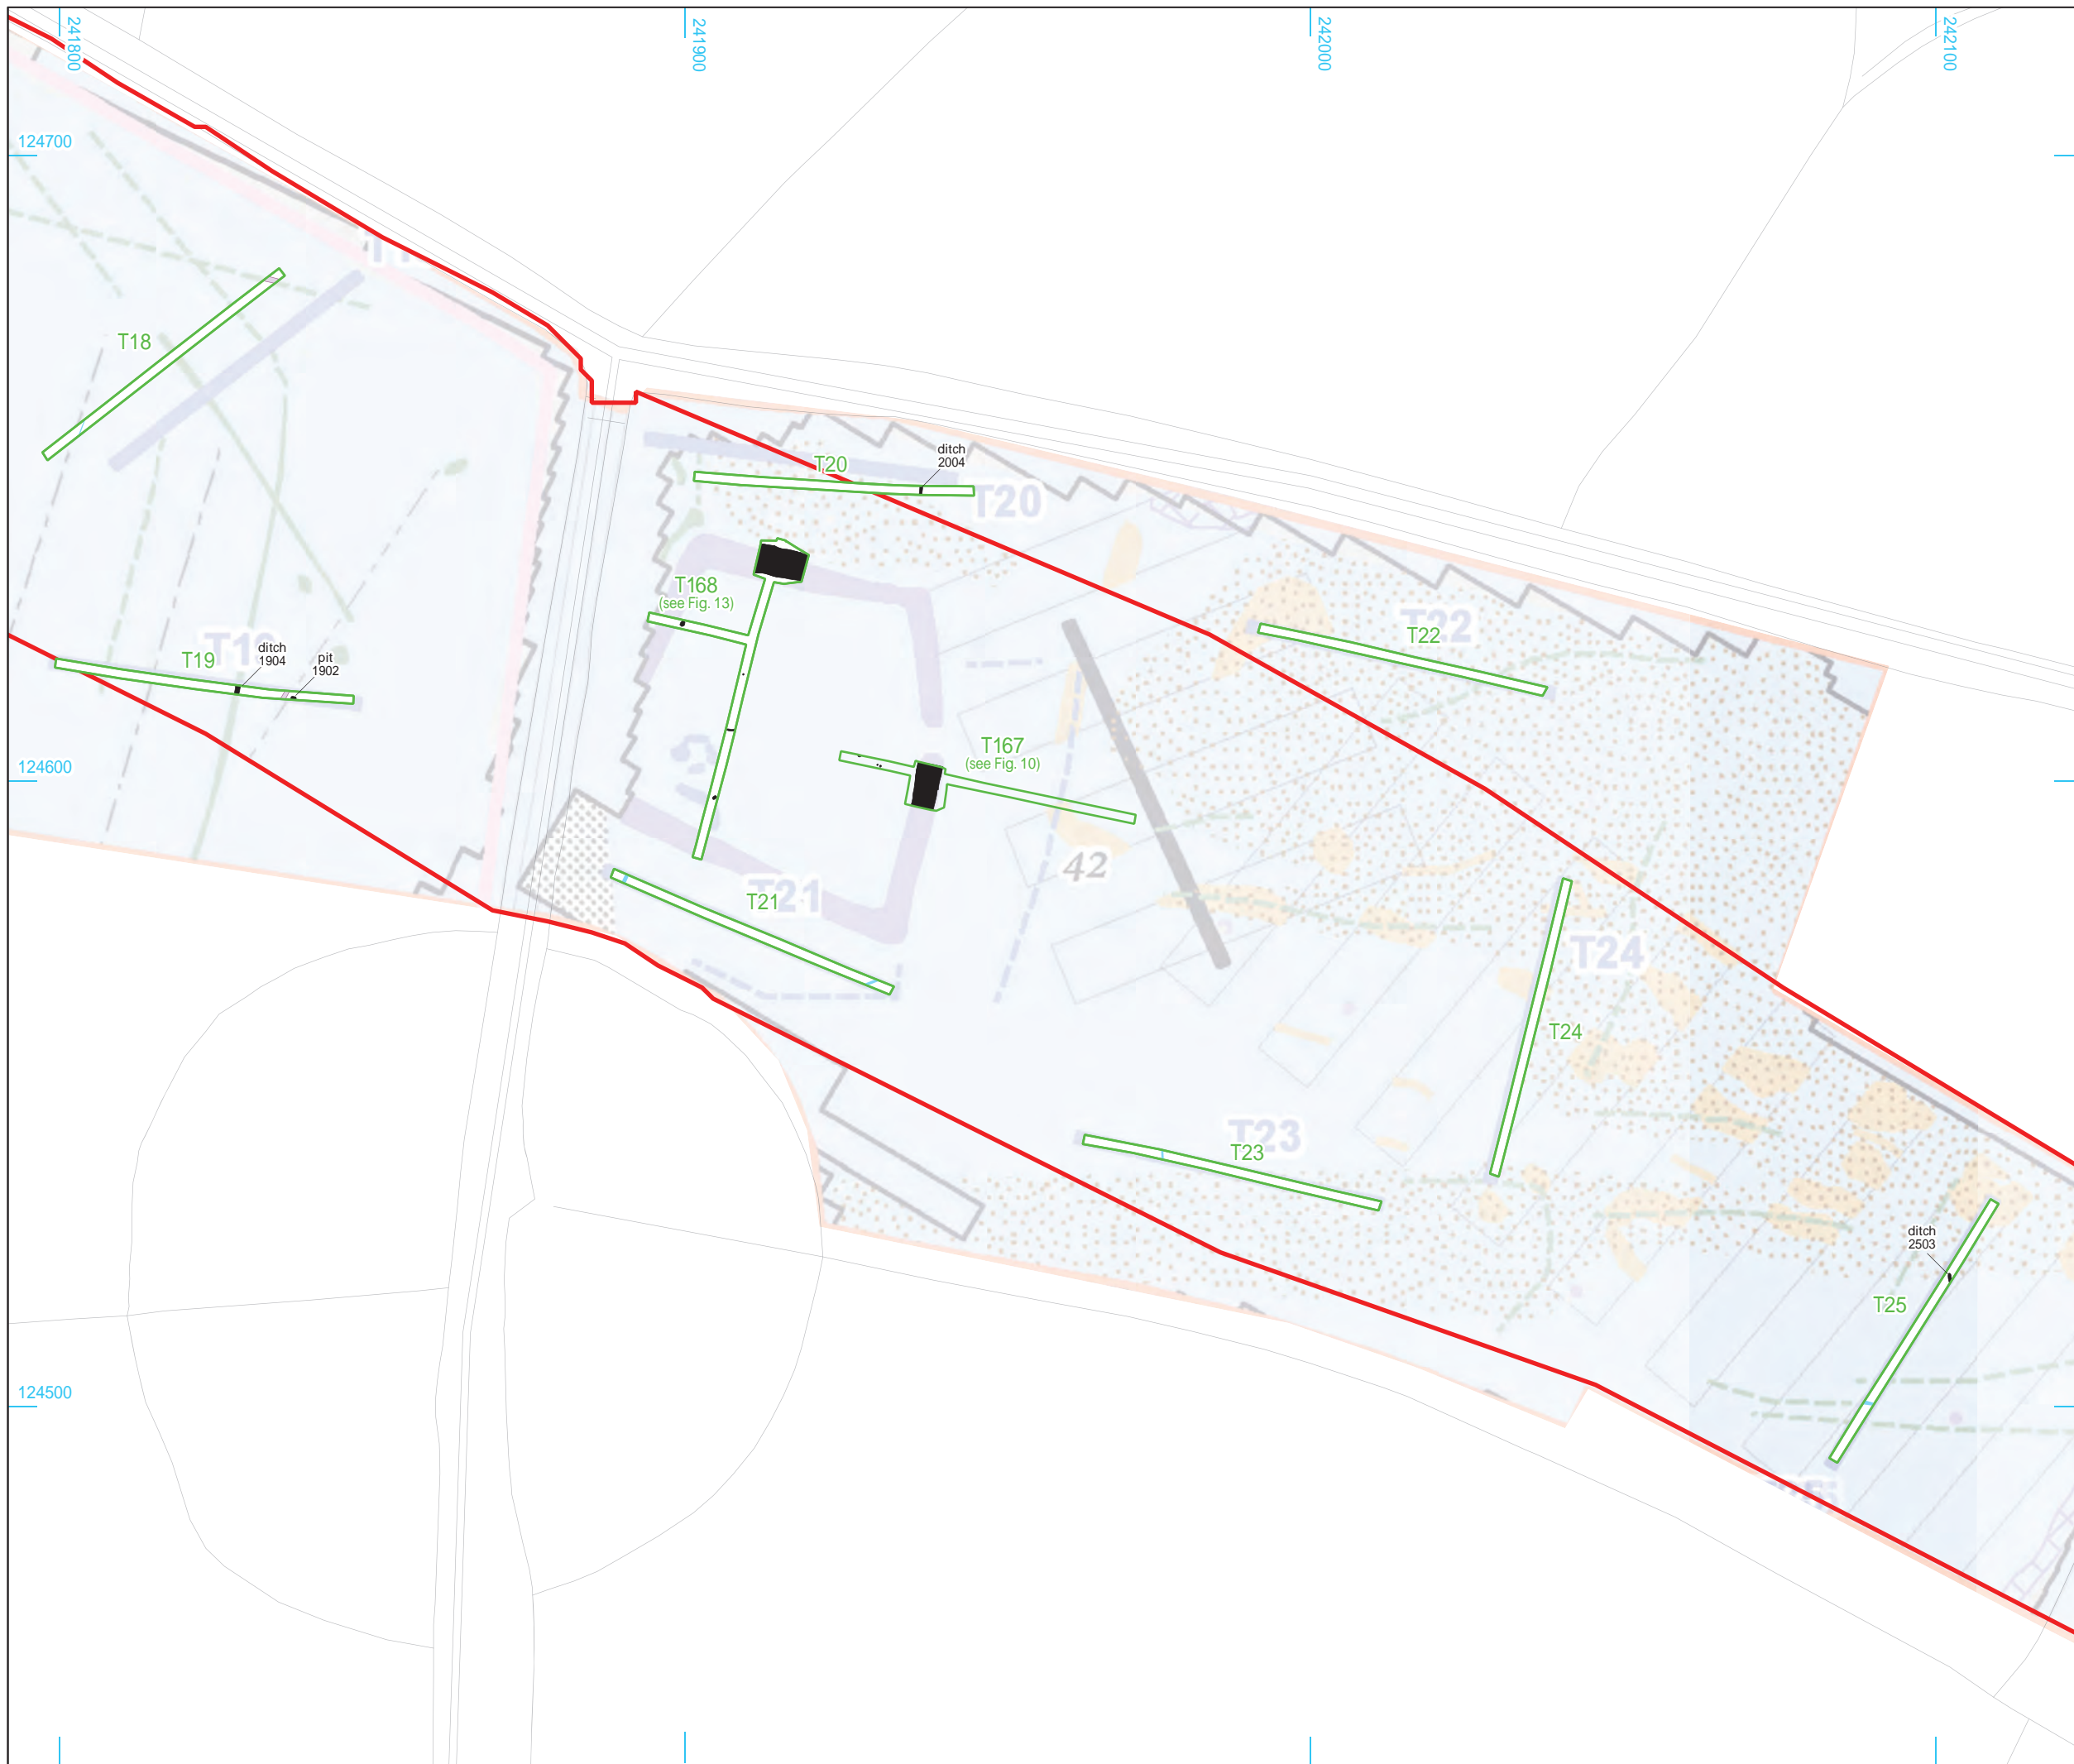 241800
241900
242000
242100
124700
T18
T20
ditch
2004
T20
T168
(see Fig. 13)
T22
T22
T19
T19
ditch
1904
pit
1902
T167
(see Fig. 10)
124600
42
T21
T21
T24
T24
T23
T23
ditch
2503
T25
124500